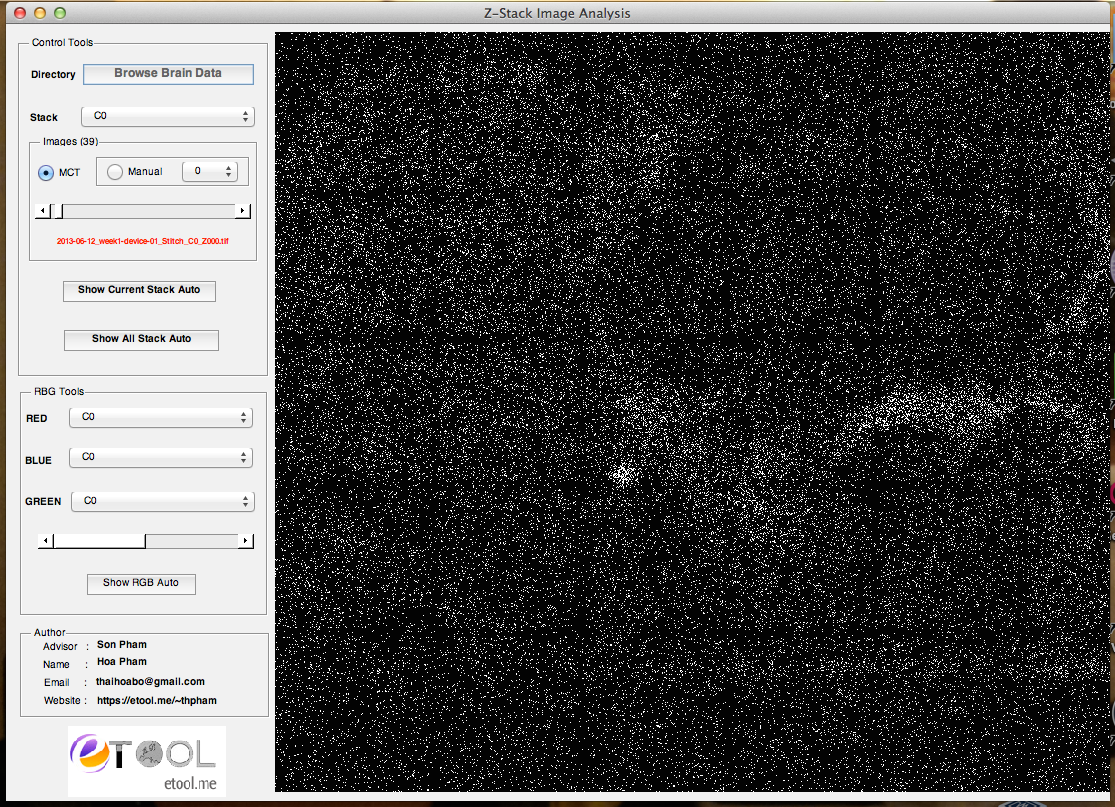 Z-Stack Image Analysis
Control Tools
Directory Browse Brain Data
Stack C0
Images (39)
MCT Manual 0
2013-06-12_week1-device-01_Stitch_C0_Z000.tif
Show Current Stack Auto
Show All Stack Auto
RBG Tools
RED C0
BLUE C0
GREEN C0
Show RGB Auto
Author
Advisor : Son Pham
Name : Hoa Pham
Email : thaihoabo@gmail.com
Website : https://etool.me/~thpham
eTOOL
etool.me